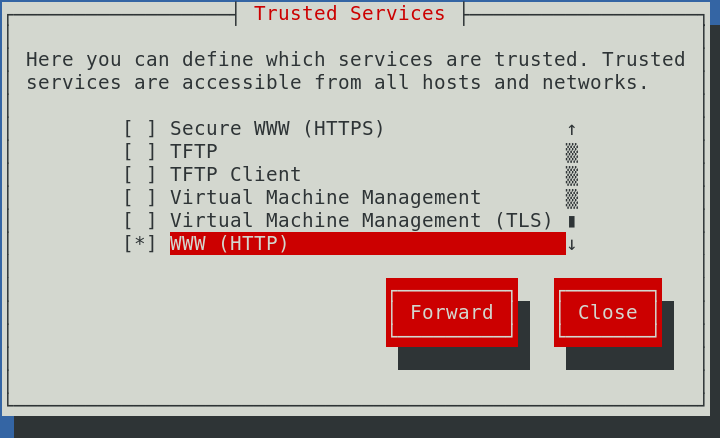 Trusted Services
Here you can define which services are trusted. Trusted
services are accessible from all hosts and networks.
[ ] Secure WWW (HTTPS) ↑
[ ] TFTP
[ ] TFTP Client
[ ] Virtual Machine Management
[ ] Virtual Machine Management (TLS)
[*] WWW (HTTP) ↓
Forward Close